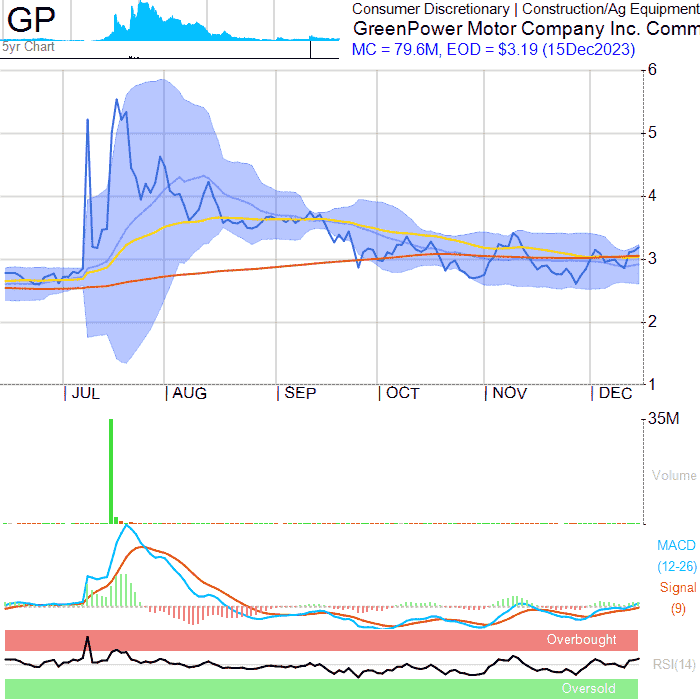 GP
5yr Chart
Consumer Discretionary | Construction/Ag Equipment
GreenPower Motor Company Inc. Comm
MC = 79.6M, EOD = $3.19 (15Dec2023)
6
5
4
3
2
1
JUL AUG SEP OCT NOV DEC
35M
Volume
MACD
(12-26)
Signal
(9)
Overbought
RSI(14)
Oversold